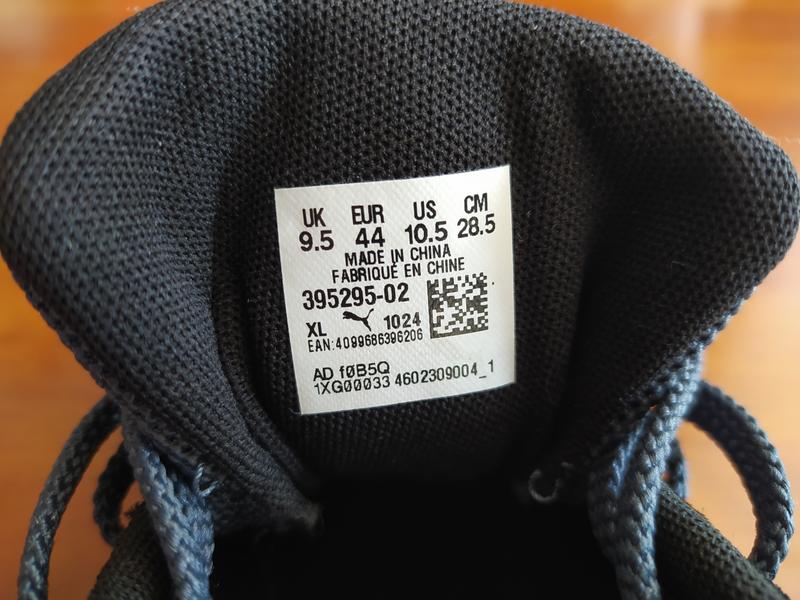 UK EUR US CM
9.5 44 10.5 28.5
MADE IN CHINA
FABRIQUÉ EN CHINE
395295-02
XL 1024
EAN:4099686396206
AD f0B5Q
1XG00033 4602309004_1